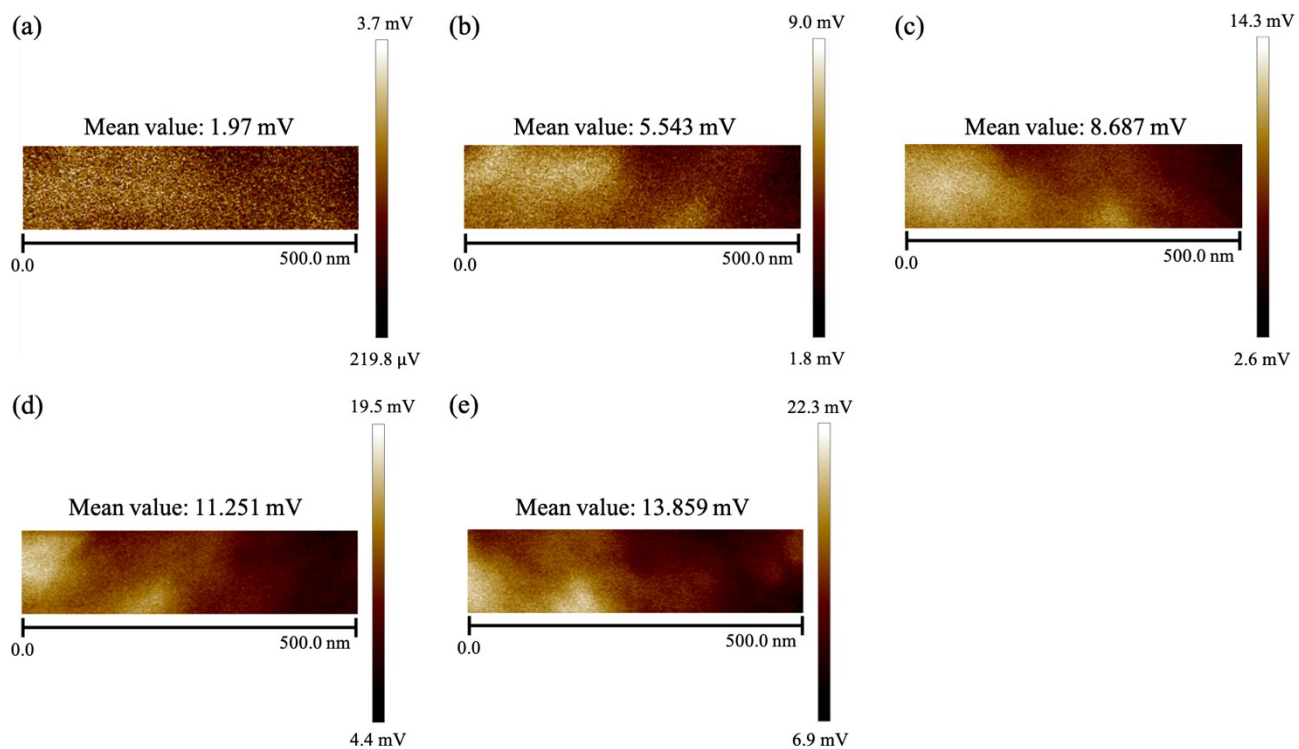 (a)
3.7 mV
Mean value: 1.97 mV
0.0
500.0 nm
219.8 µV
(b)
9.0 mV
Mean value: 5.543 mV
0.0
500.0 nm
1.8 mV
(c)
14.3 mV
Mean value: 8.687 mV
0.0
500.0 nm
2.6 mV
(d)
19.5 mV
Mean value: 11.251 mV
0.0
500.0 nm
4.4 mV
(e)
22.3 mV
Mean value: 13.859 mV
0.0
500.0 nm
6.9 mV